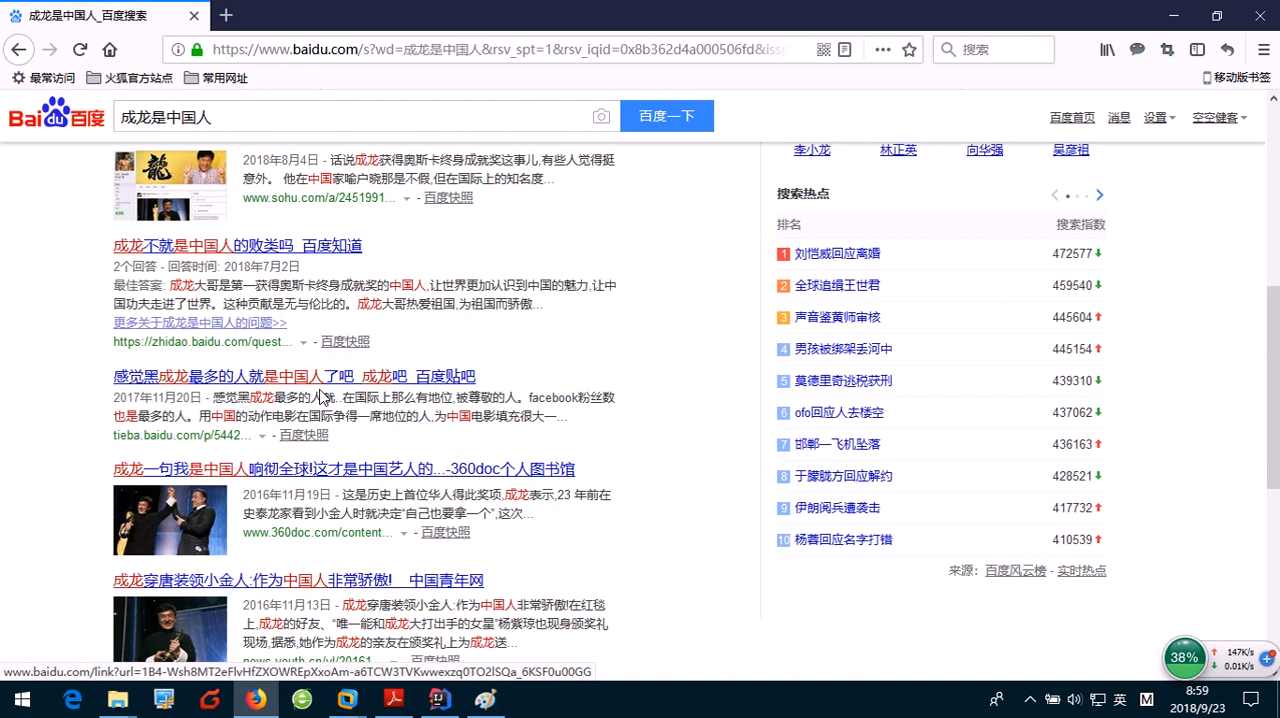 成龙是中国人_百度搜索
https://www.baidu.com/s?wd=成龙是中国人&rsv_spt=1&rsv_iqid=0x8b362d4a000506fd&issp
搜索
最常访问 火狐官方站点 常用网址
移动版书签
Bai du 百度
成龙是中国人
百度一下
百度首页 消息 设置 空空健客
2018年8月4日 - 话说成龙获得奥斯卡终身成就奖这事儿,有些人觉得挺
意外。 他在中国家喻户晓那是不假,但在国际上的知名度...
www.sohu.com/a/2451991... - 百度快照
成龙不就是中国人的败类吗_百度知道
2个回答 - 回答时间: 2018年7月2日
最佳答案: 成龙大哥是第一获得奥斯卡终身成就奖的中国人,让世界更加认识到中国的魅力,让中
国功夫走进了世界。这种贡献是无与伦比的。成龙大哥热爱祖国,为祖国而骄傲...
更多关于成龙是中国人的问题>>
https://zhidao.baidu.com/quest... - 百度快照
感觉黑成龙最多的人就是中国人了吧_成龙吧_百度贴吧
2017年11月20日 - 感觉黑成龙最多的人就..在国际上那么有地位,被尊敬的人。facebook粉丝数
也是最多的人。用中国的动作电影在国际争得一席地位的人,为中国电影填充很大一...
tieba.baidu.com/p/5442... - 百度快照
成龙一句我是中国人响彻全球!这才是中国艺人的...-360doc个人图书馆
2016年11月19日 - 这是历史上首位华人得此奖项,成龙表示,23 年前在
史泰龙家看到小金人时就决定“自己也要拿一个”,这次...
www.360doc.com/content... - 百度快照
成龙穿唐装领小金人:作为中国人非常骄傲!__中国青年网
2016年11月13日 - 成龙穿唐装领小金人:作为中国人非常骄傲!在红毯
上,成龙的好友、“唯一能和成龙大打出手的女星”杨紫琼也现身颁奖礼
现场,据悉,她作为成龙的亲友在颁奖礼上为成龙送...
news.youth.cn/yl/20161... - 百度快照
李小龙 林正英 向华强 吴彦祖
搜索热点
排名 搜索指数
1 刘恺威回应离婚 472577
2 全球追缉王世君 459540
3 声音鉴黄师审核 445604
4 男孩被绑架丢河中 445154
5 莫德里奇逃税获刑 439310
6 ofo回应人去楼空 437062
7 邯郸一飞机坠落 436163
8 于朦胧方回应解约 428521
9 伊朗阅兵遭袭击 417732
10 杨蓉回应名字打错 410539
来源: 百度风云榜 - 实时热点
38% 147K/s
0.01K/s
www.baidu.com/link?url=1B4-Wsh8MT2eFlvHfZXOWREpXxoAm-a6TCW3TVKwwexzq0TO2lSQa_6KSF0u00GG
英 M
8:59
2018/9/23